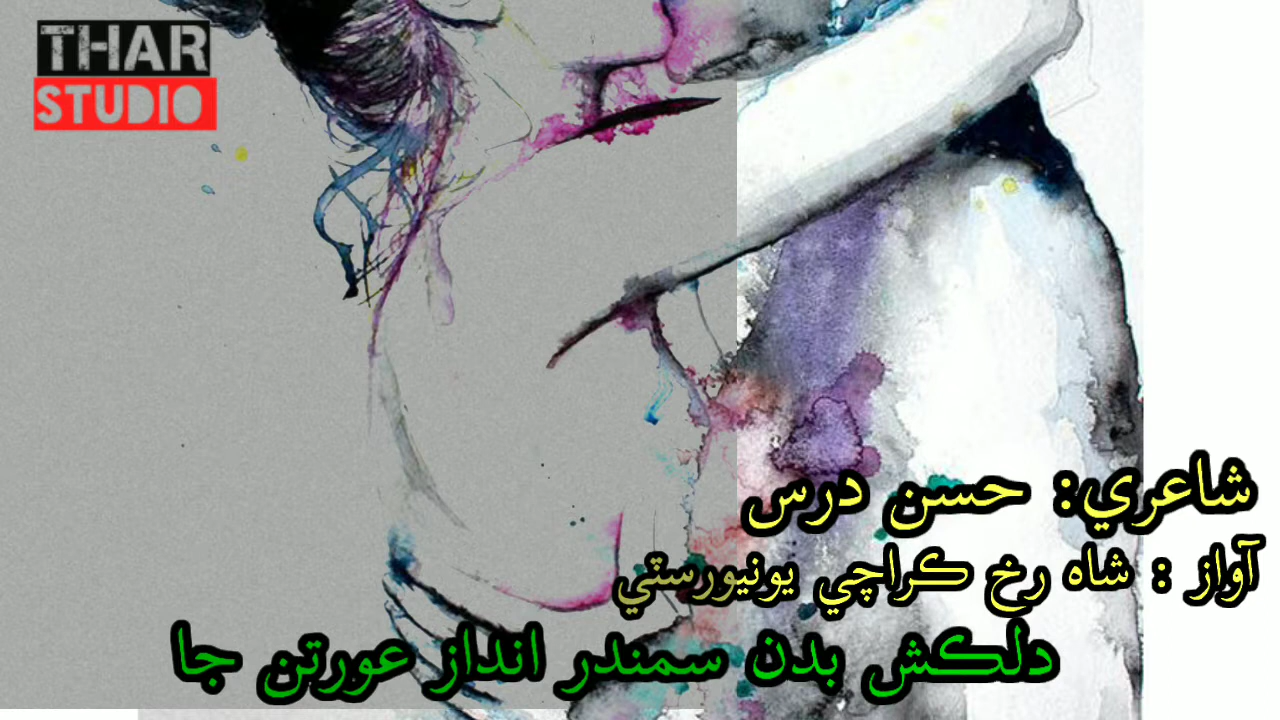 THAR
STUDIO
شاعري: حسن درس
آواز : شاه رخ ڪراچي يونيورسٽي
دلڪش بدن سمندر انداز عورتن جا